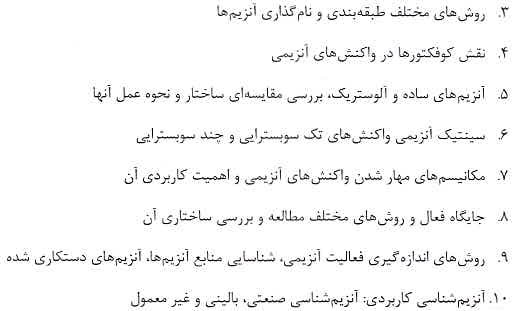 ۳. روش‌های مختلف طبقه‌بندی و نام‌گذاری آنزیم‌ها
۴. نقش کوفکتورها در واکنش‌های آنزیمی
۵. آنزیم‌های ساده و آلوستریک، بررسی مقایسه‌ای ساختار و نحوه عمل آنها
۶. سینتیک آنزیمی واکنش‌های تک سوبسترایی و چند سوبسترایی
۷. مکانیسم‌های مهار شدن واکنش‌های آنزیمی و اهمیت کاربردی آن
۸. جایگاه فعال و روش‌های مختلف مطالعه و بررسی ساختاری آن
۹. روش‌های اندازه‌گیری فعالیت آنزیمی، شناسایی منابع آنزیم‌ها، آنزیم‌های دستکاری شده
۱۰. آنزیم‌شناسی کاربردی: آنزیم‌شناسی صنعتی، بالینی و غیر معمول